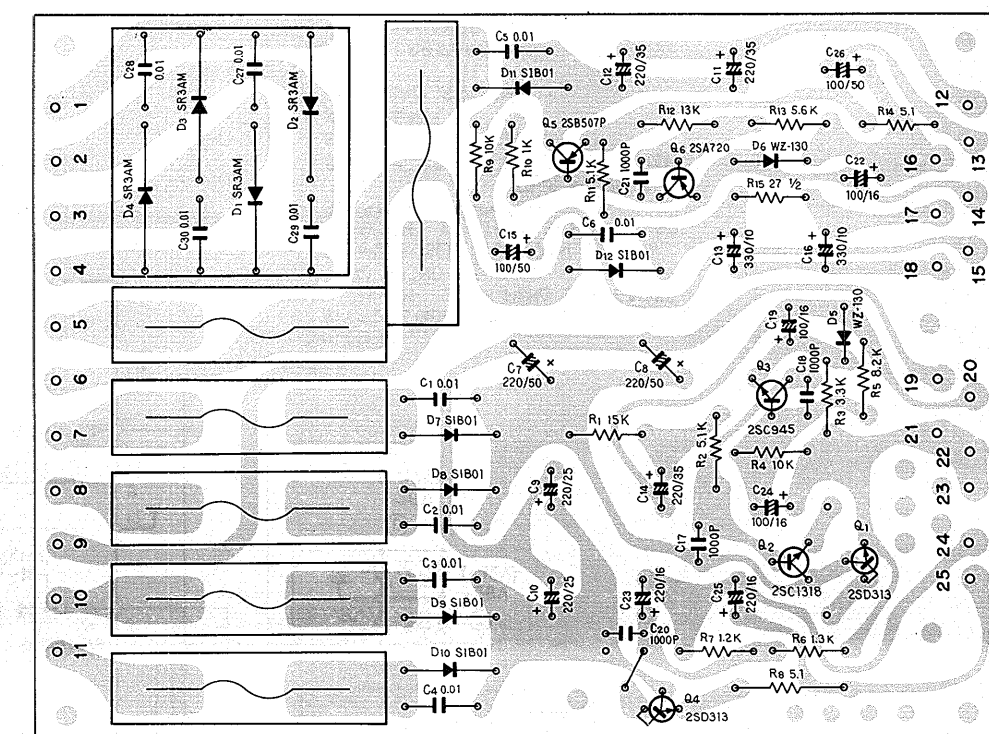 C28 0.01
D3 SR3AM
C27 0.01
D2 SR3AM
D4 SR3AM
C30 0.01
D1 SR3AM
C29 0.01
1
2
3
4
5
6
7
8
9
10
11
C5 0.01
D11 SIB01
C12 220/35
+
C11 220/35
+
C26
+
100/50
12
R9 10K
R10 1K
Q5 2SB507P
R11 5.1K
R12 13K
C21 1000P
Q6 2SA720
R13 5.6K
R14 5.1
D6 WZ-130
16
13
C22
+
100/16
R15 27 ½
17
14
C15
+
100/50
C6 0.01
D12 SIB01
C13 330/10
+
C16 330/10
+
18
15
C7
220/50
×
C8
220/50
×
C19 100/16
+
D5 WZ-130
Q3
C18 1000P
2SC945
R3 3.3K
R5 8.2K
19
20
C1 0.01
D7 SIB01
R1 15K
R2 5.1K
R4 10K
21
22
D8 SIB01
C2 0.01
C9 220/25
+
C14 220/35
+
C24
+
100/16
23
C17 1000P
Q2
2SC1318
Q1
2SD313
24
25
C3 0.01
D9 SIB01
C10 220/25
+
C23 220/16
+
C25 220/16
+
C20
1000P
R7 1.2K
R6 1.3K
D10 SIB01
C4 0.01
R8 5.1
Q4
2SD313